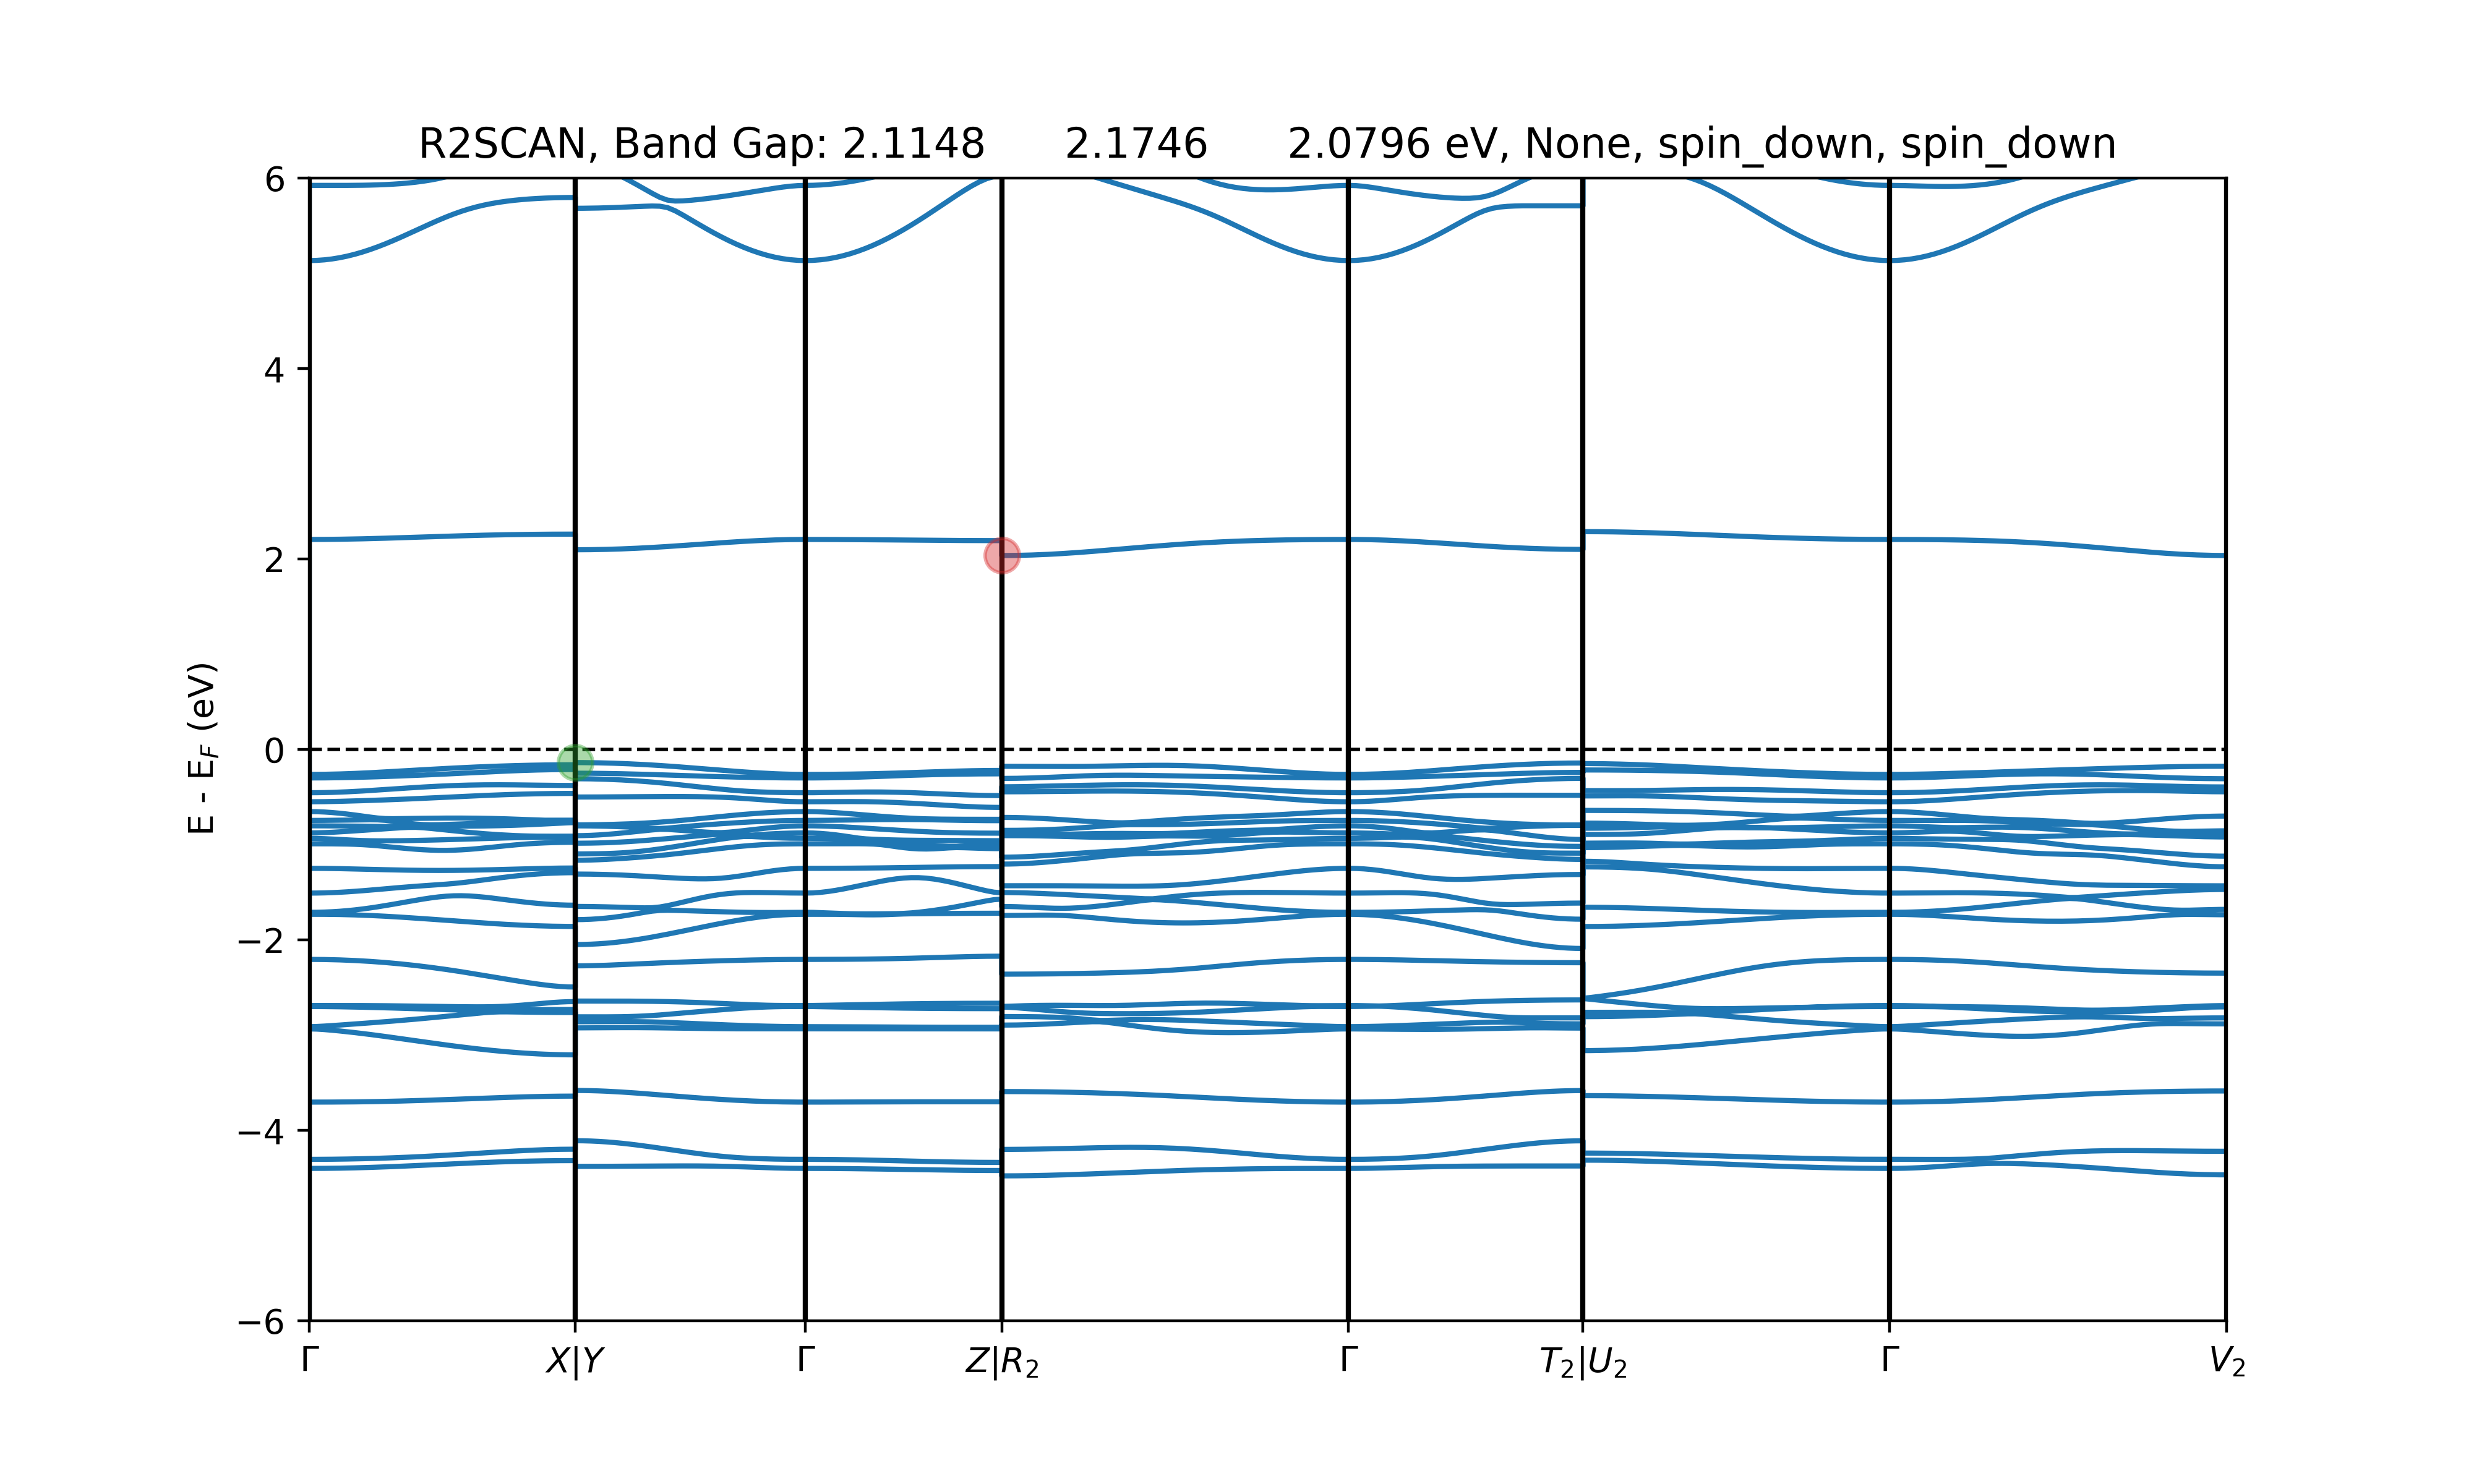 R2SCAN, Band Gap: 2.1148 2.1746 2.0796 eV, None, spin_down, spin_down
6
4
2
0
−2
−4
−6
E - E_F (eV)
Γ X|Y Γ Z|R₂ Γ T₂|U₂ Γ V₂